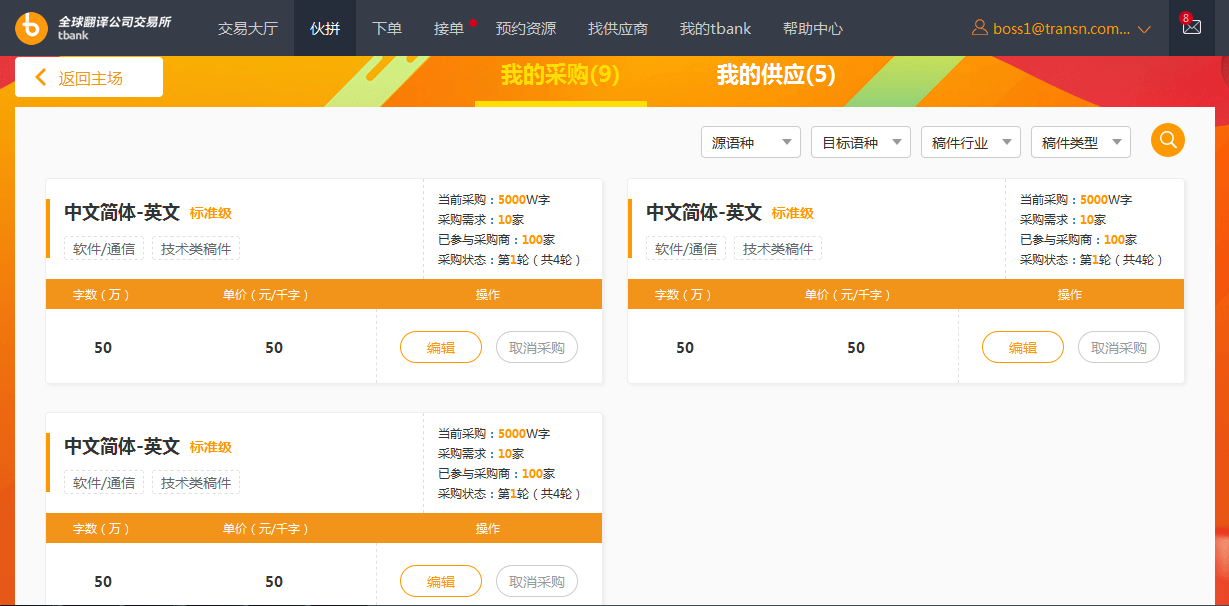 全球翻译公司交易所
tbank
交易大厅 伙拼 下单 接单 预约资源 找供应商 我的tbank 帮助中心 boss1@transn.com... 8
返回主场 我的采购(9) 我的供应(5)
源语种 目标语种 稿件行业 稿件类型
中文简体-英文 标准级
软件/通信 技术类稿件
当前采购：5000W字
采购需求：10家
已参与采购商：100家
采购状态：第1轮（共4轮）
字数（万） 单价（元/千字） 操作
50 50 编辑 取消采购
中文简体-英文 标准级
软件/通信 技术类稿件
当前采购：5000W字
采购需求：10家
已参与采购商：100家
采购状态：第1轮（共4轮）
字数（万） 单价（元/千字） 操作
50 50 编辑 取消采购
中文简体-英文 标准级
软件/通信 技术类稿件
当前采购：5000W字
采购需求：10家
已参与采购商：100家
采购状态：第1轮（共4轮）
字数（万） 单价（元/千字） 操作
50 50 编辑 取消采购